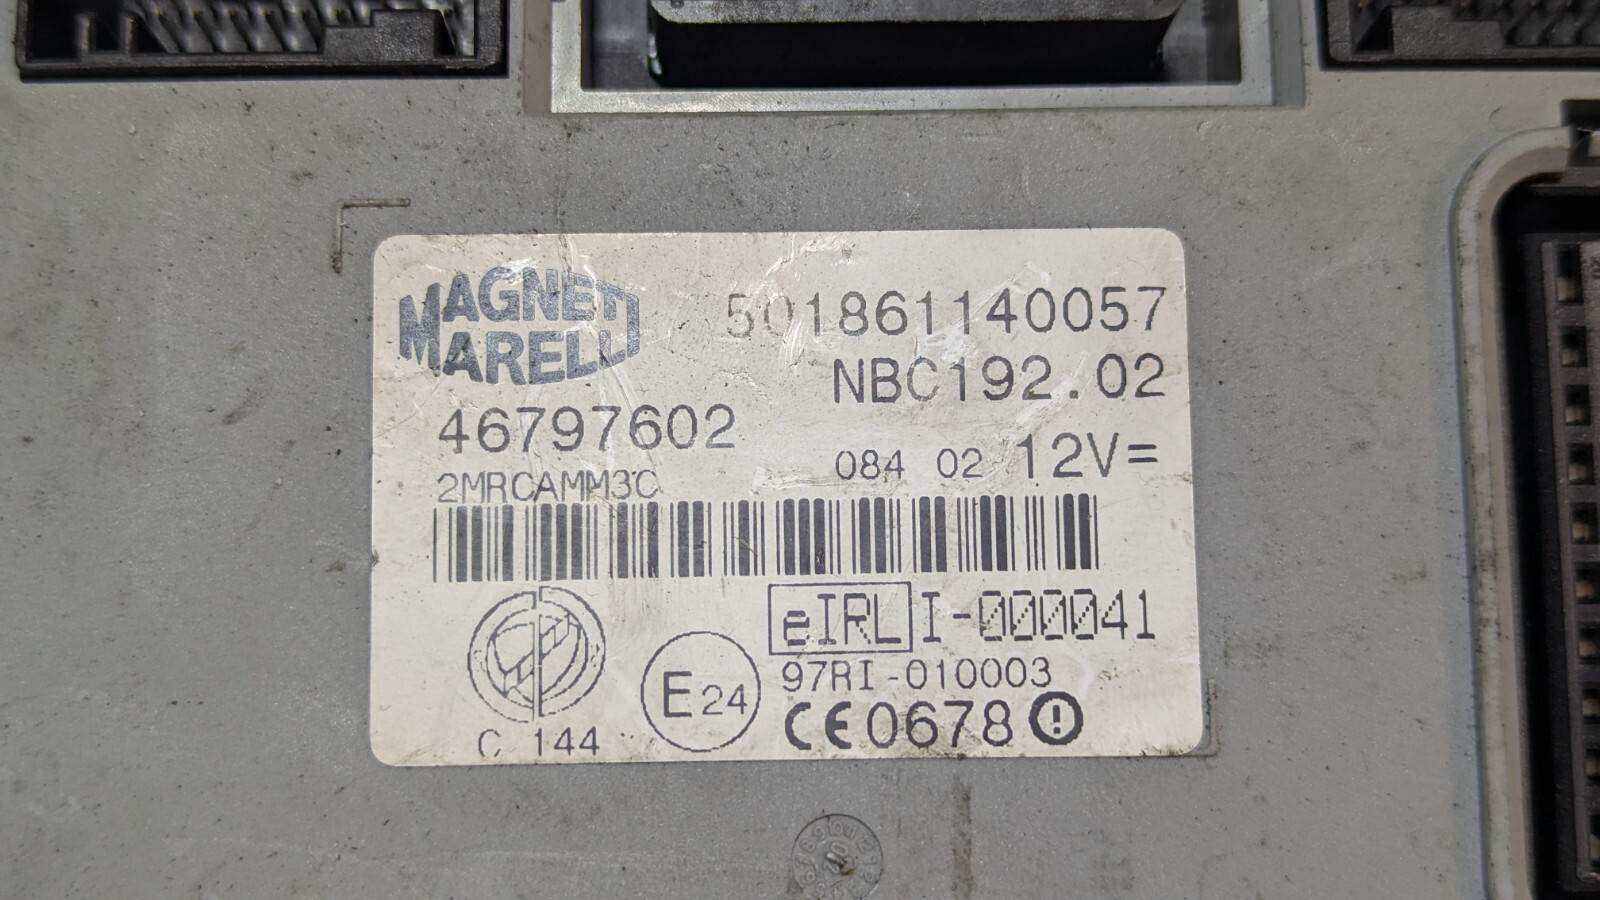 MAGNETI
MARELLI
501861140057
NBC192.02
46797602
084 02 12V=
2MRCAMM3C
eIRL I-000041
97RI-010003
E24
CE0678
C 144